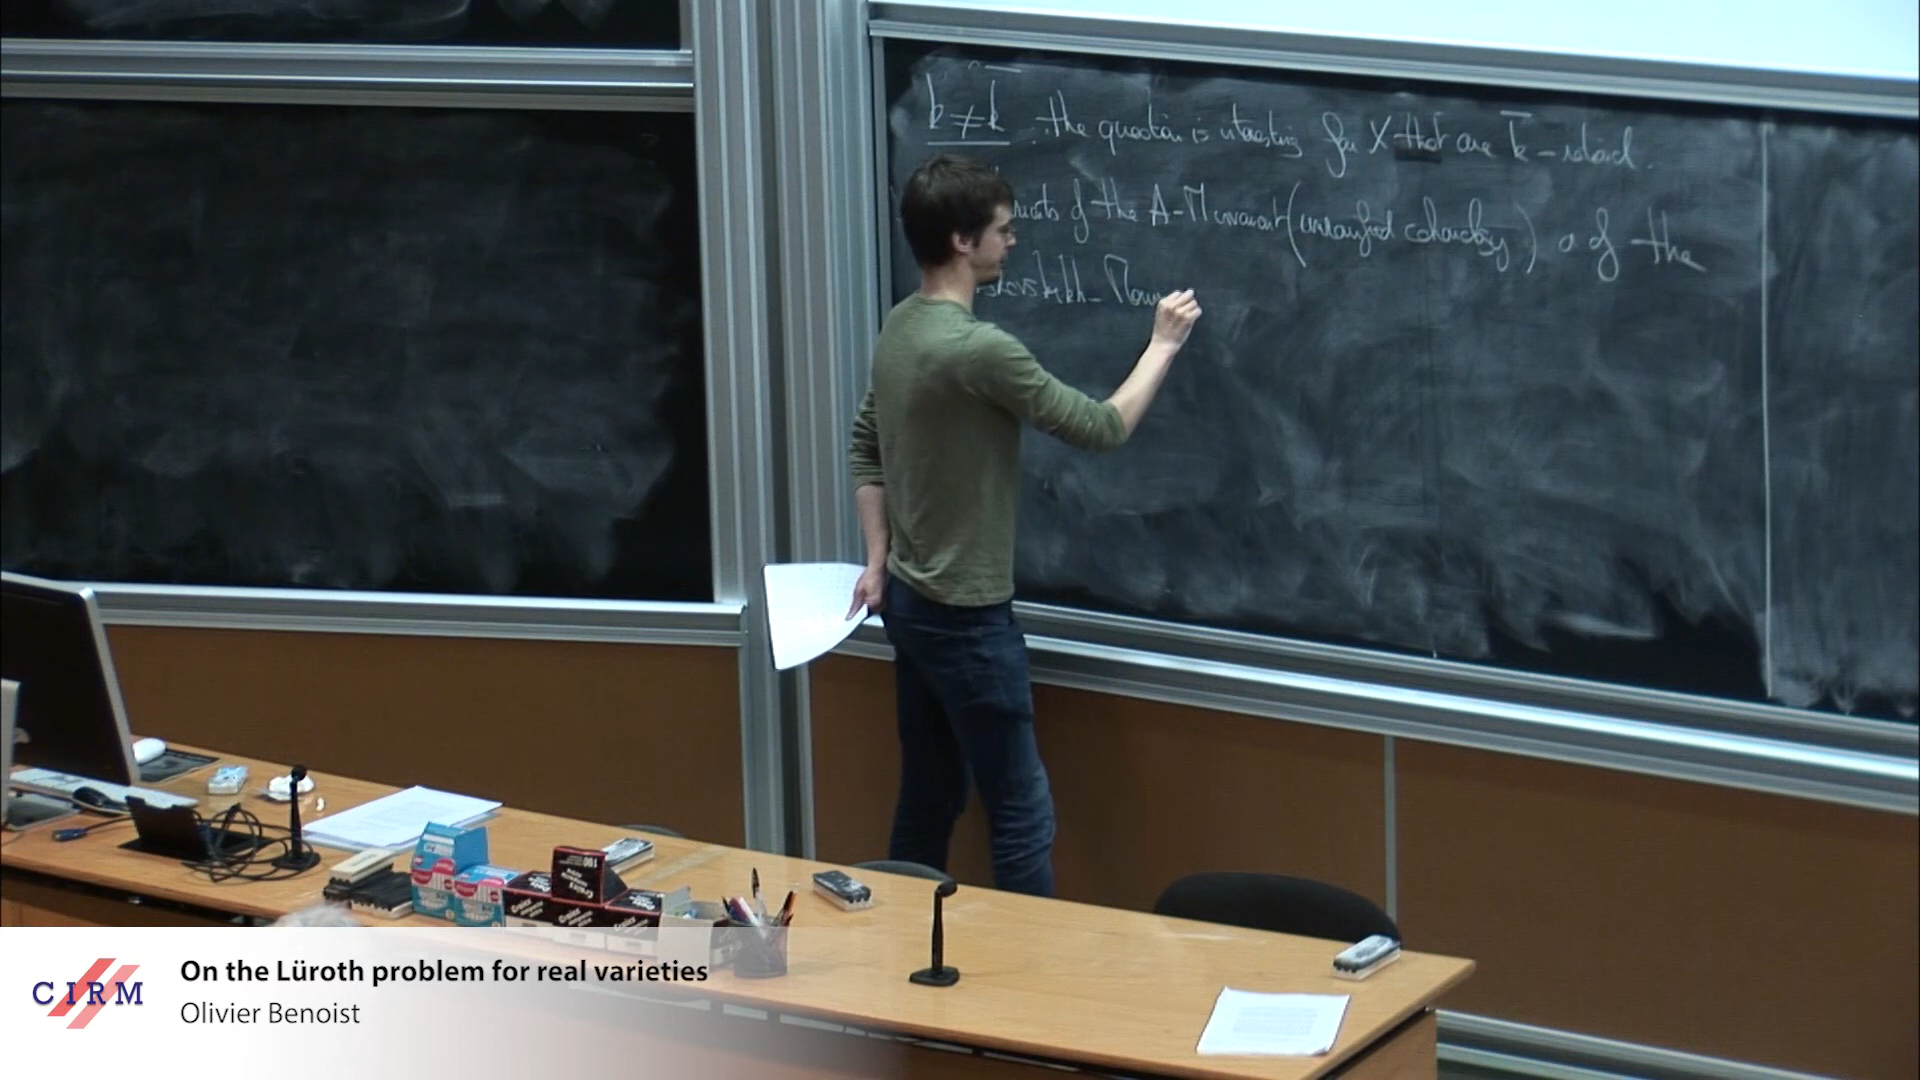 k ≠ k̄ : the question is interesting for X that are k̄-rational.
of the A-M invariant (unramified cohomology) or of the
CIRM
On the Lüroth problem for real varieties
Olivier Benoist